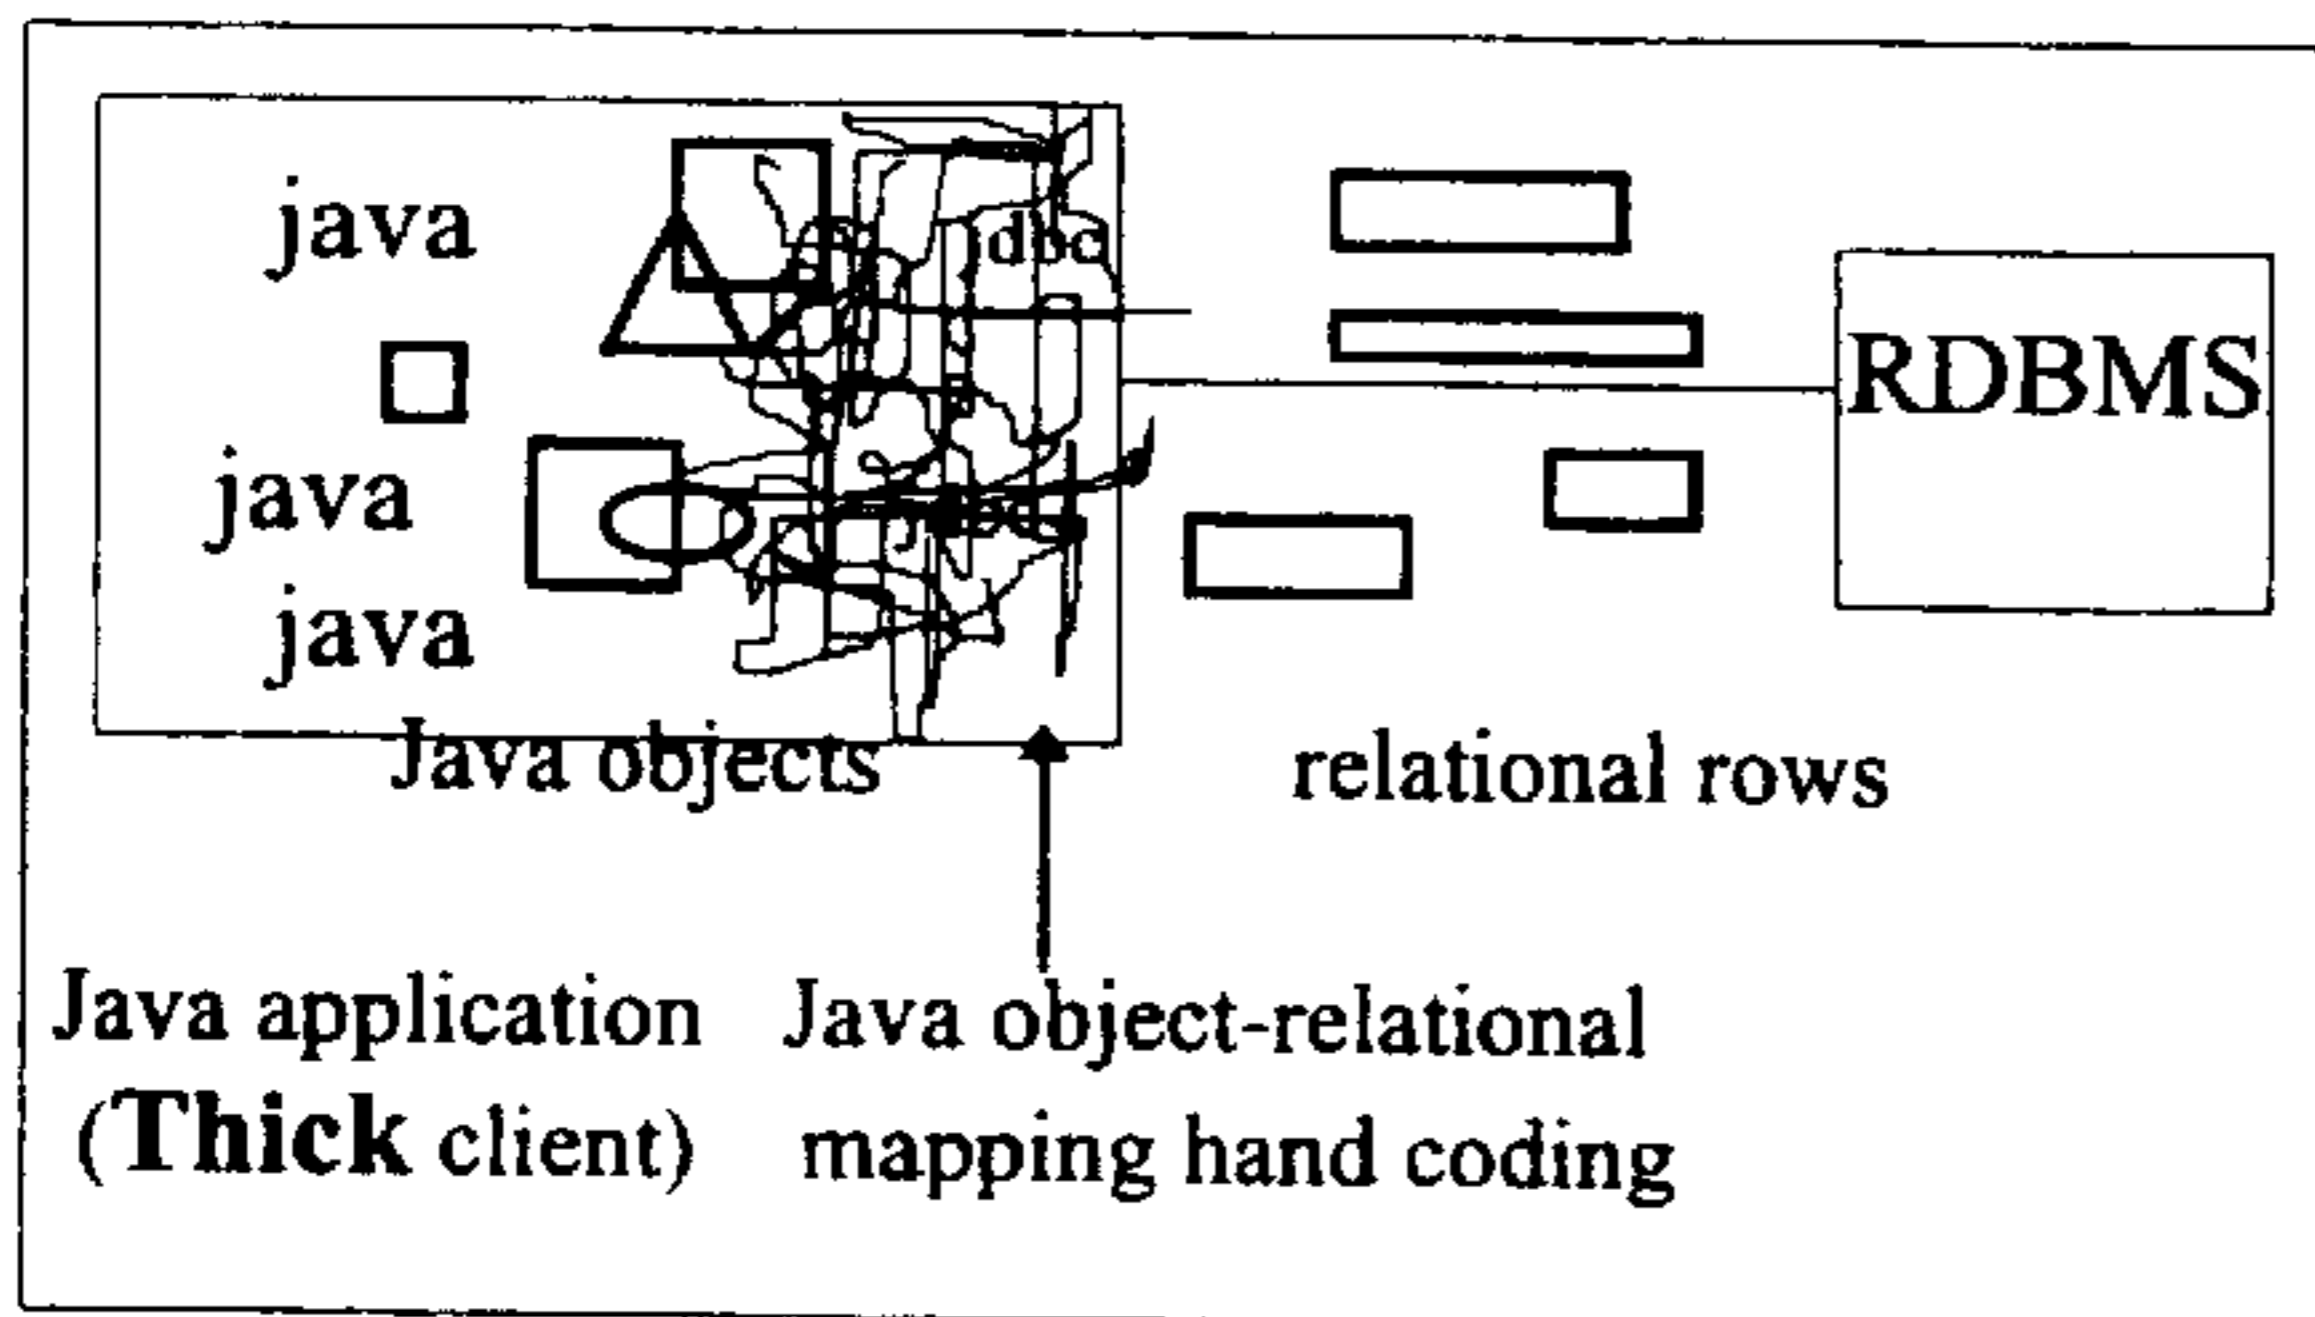 java
java
java
RDBMS
Java objects
relational rows
Java application
(Thick client)
Java object-relational
mapping hand coding